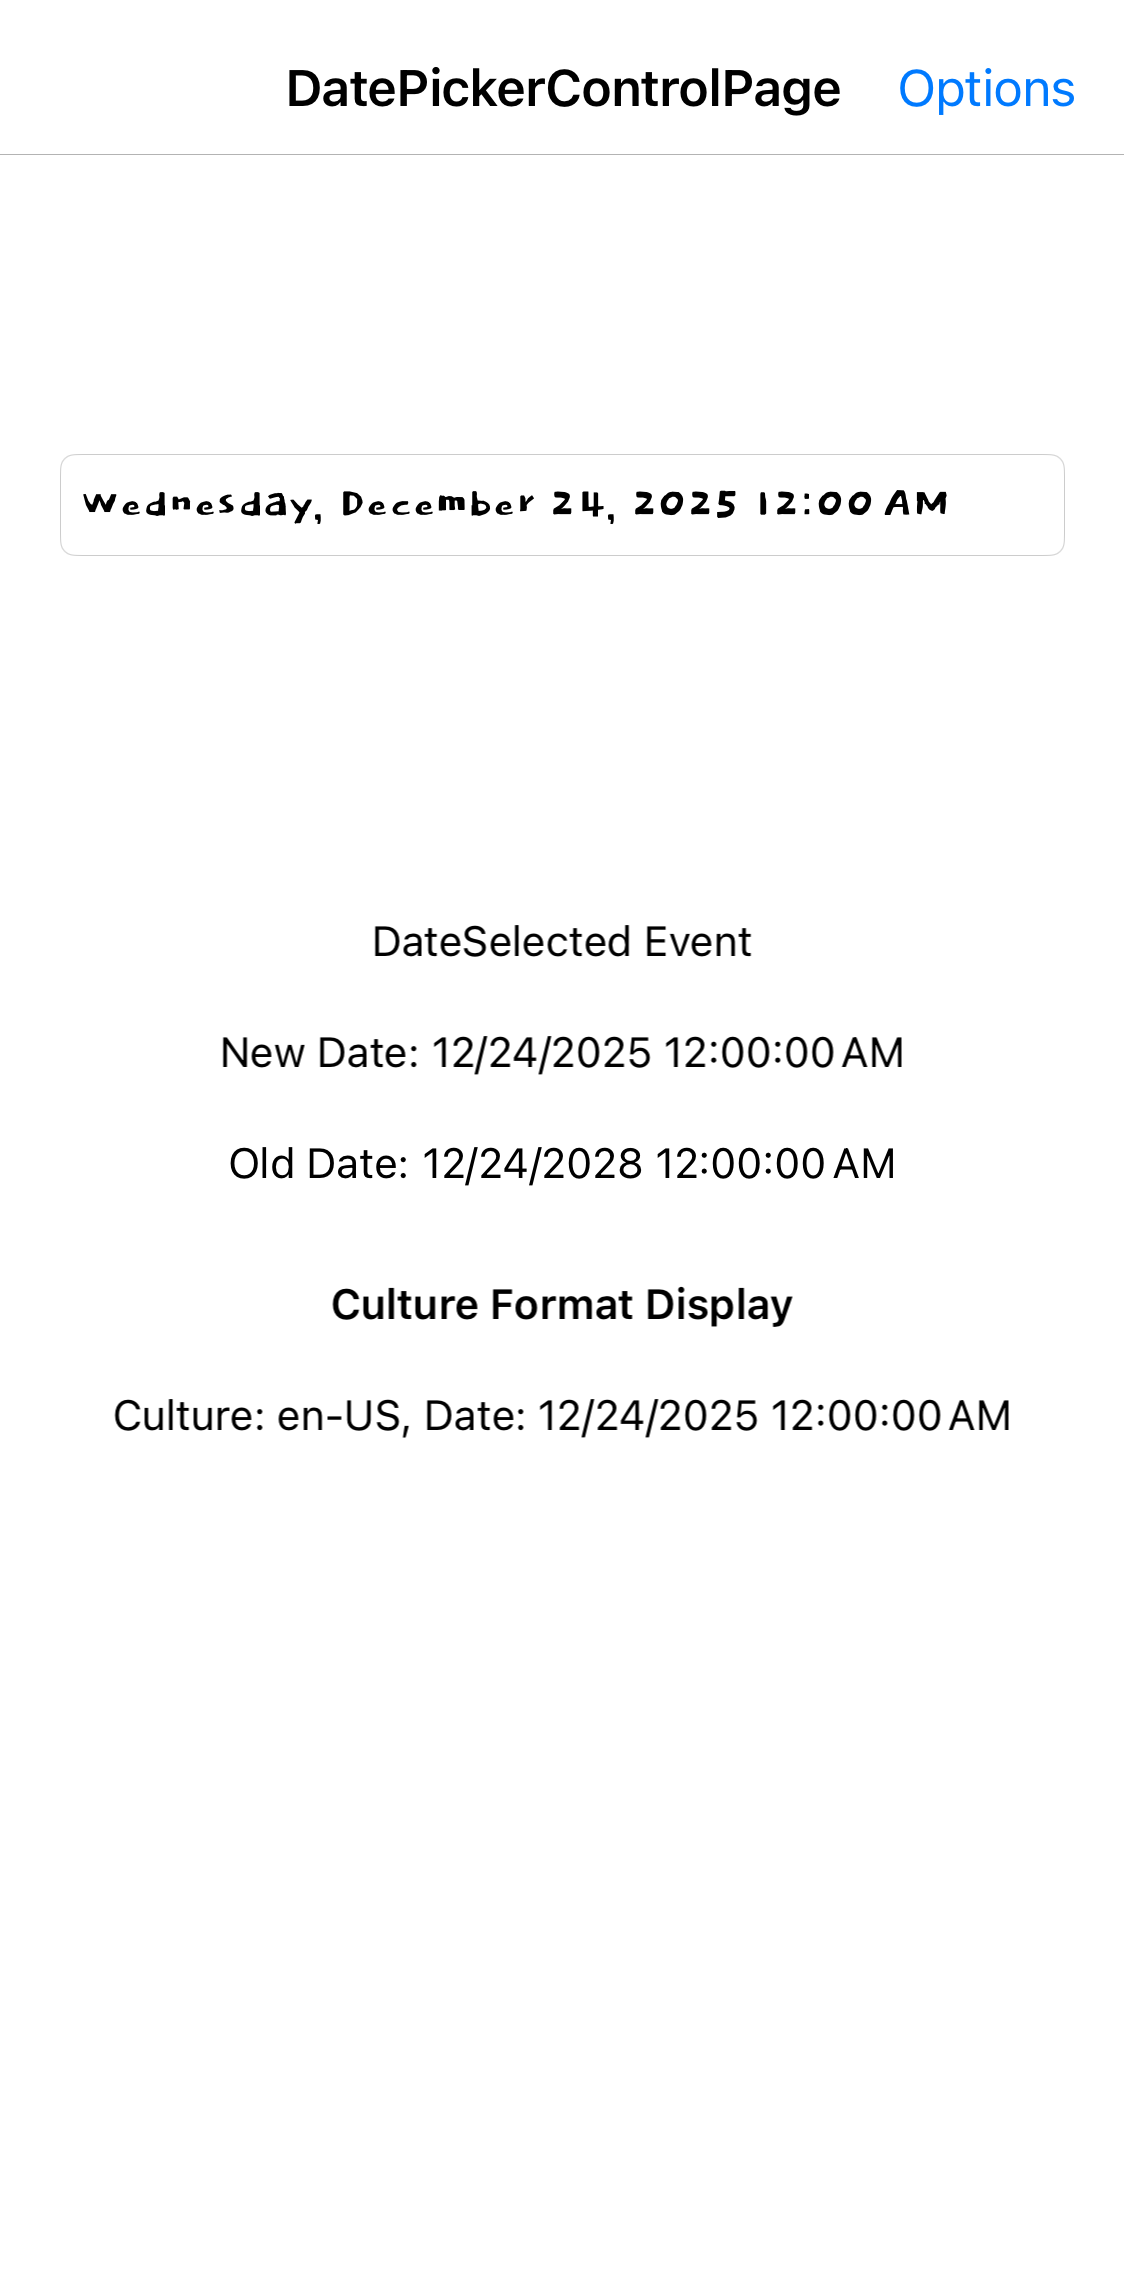 DatePickerControlPage Options
Wednesday, December 24, 2025 12:00 AM
DateSelected Event
New Date: 12/24/2025 12:00:00 AM
Old Date: 12/24/2028 12:00:00 AM
Culture Format Display
Culture: en-US, Date: 12/24/2025 12:00:00 AM